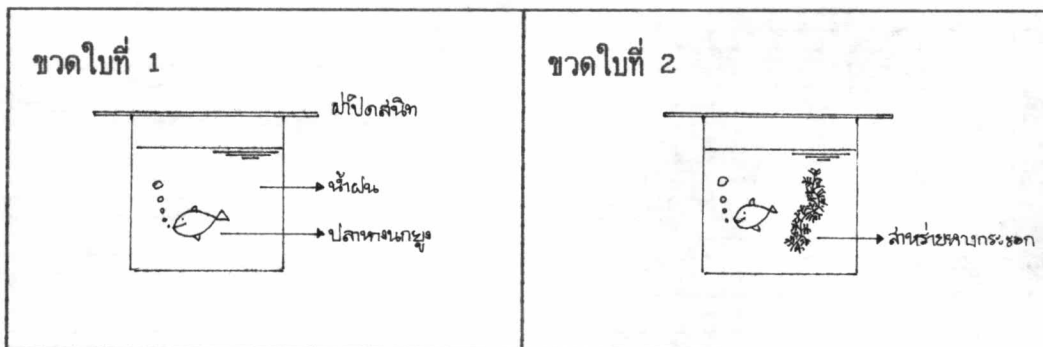 ขวดใบที่ 1
ฝาปิดสนิท
น้ำฝน
ปลาหางนกยูง
ขวดใบที่ 2
สาหร่ายหางกระรอก